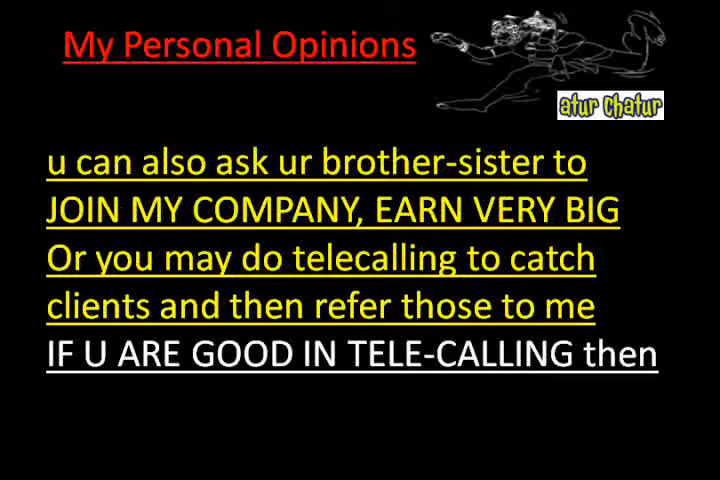 My Personal Opinions
atur chatur
u can also ask ur brother-sister to
JOIN MY COMPANY, EARN VERY BIG
Or you may do telecalling to catch
clients and then refer those to me
IF U ARE GOOD IN TELE-CALLING then